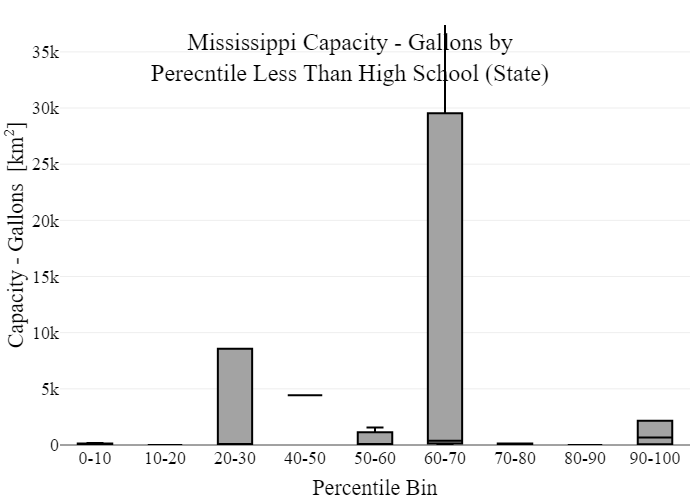 Mississippi Capacity - Gallons by
Perecntile Less Than High School (State)
Capacity - Gallons [km²]
35k
30k
25k
20k
15k
10k
5k
0
0-10 10-20 20-30 40-50 50-60 60-70 70-80 80-90 90-100
Percentile Bin